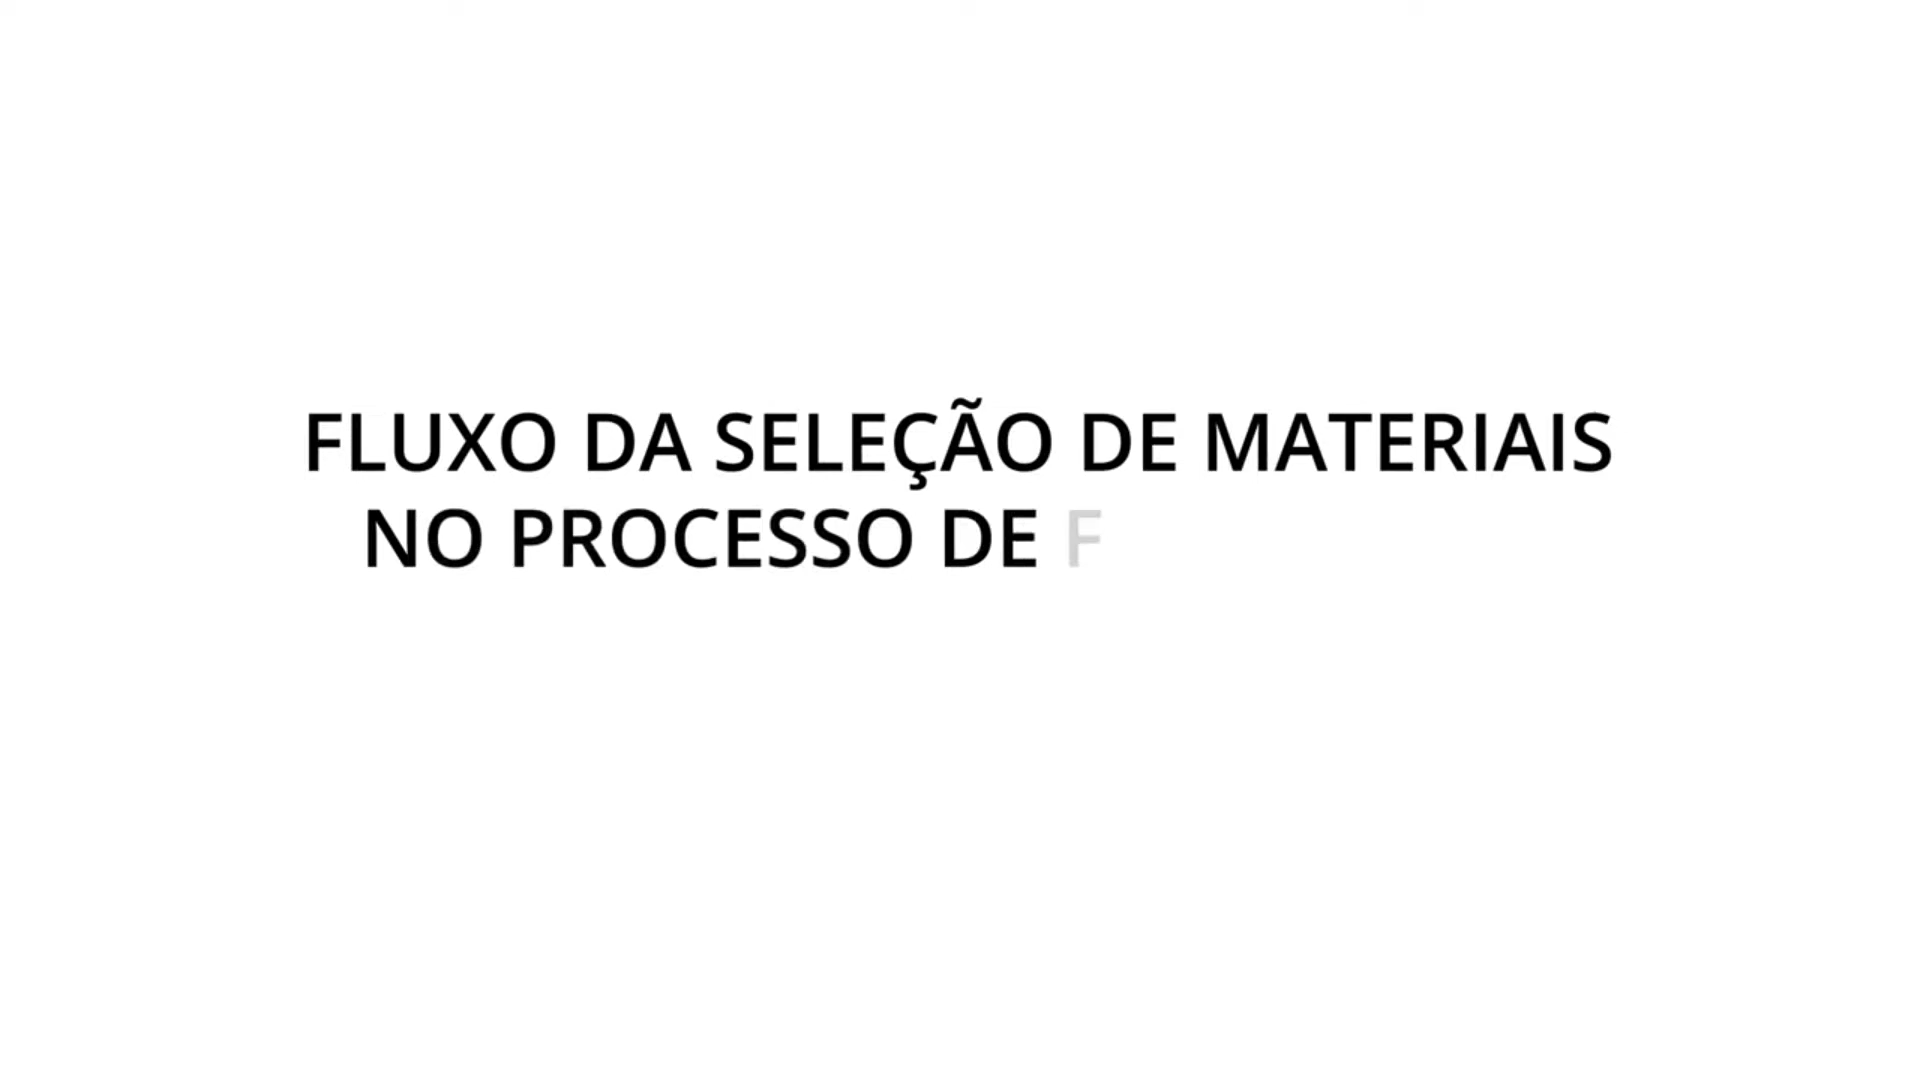 FLUXO DA SELEÇÃO DE MATERIAIS
NO PROCESSO DE F